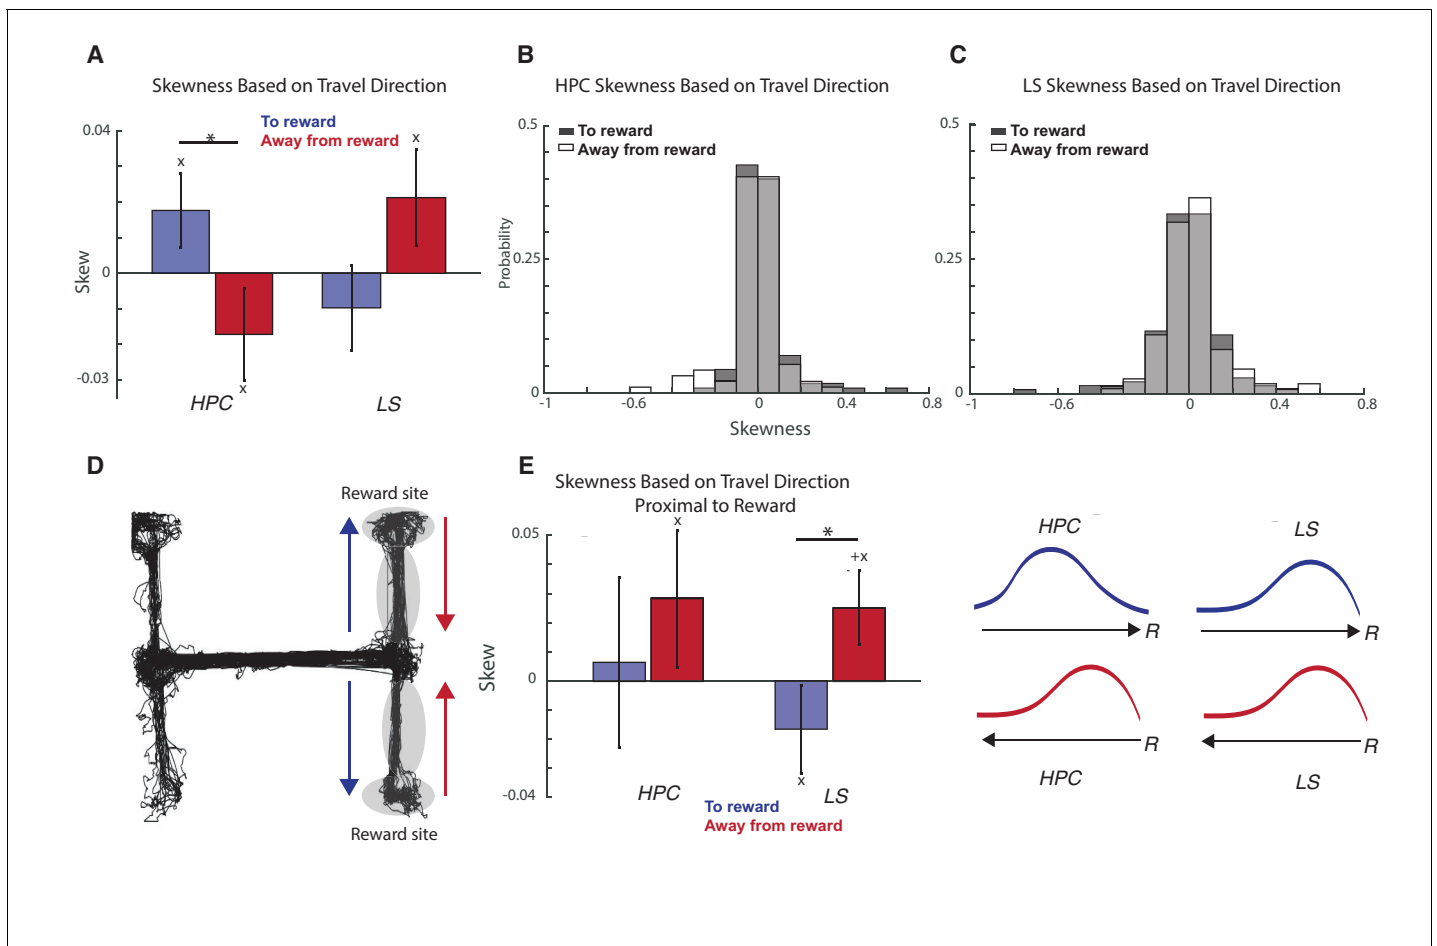 A
Skewness Based on Travel Direction
To reward
Away from reward
0.04
0
-0.03
Skew
*
x
x
x
HPC
LS
B
HPC Skewness Based on Travel Direction
To reward
Away from reward
0.5
0.25
0
Probability
-1
-0.6
0
0.4
0.8
Skewness
C
LS Skewness Based on Travel Direction
To reward
Away from reward
0.5
0.25
0
-1
-0.6
0
0.4
0.8
D
Reward site
Reward site
E
Skewness Based on Travel Direction
Proximal to Reward
0.05
0
-0.04
Skew
x
*
+x
x
HPC
LS
To reward
Away from reward
HPC
LS
R
R
R
R
HPC
LS